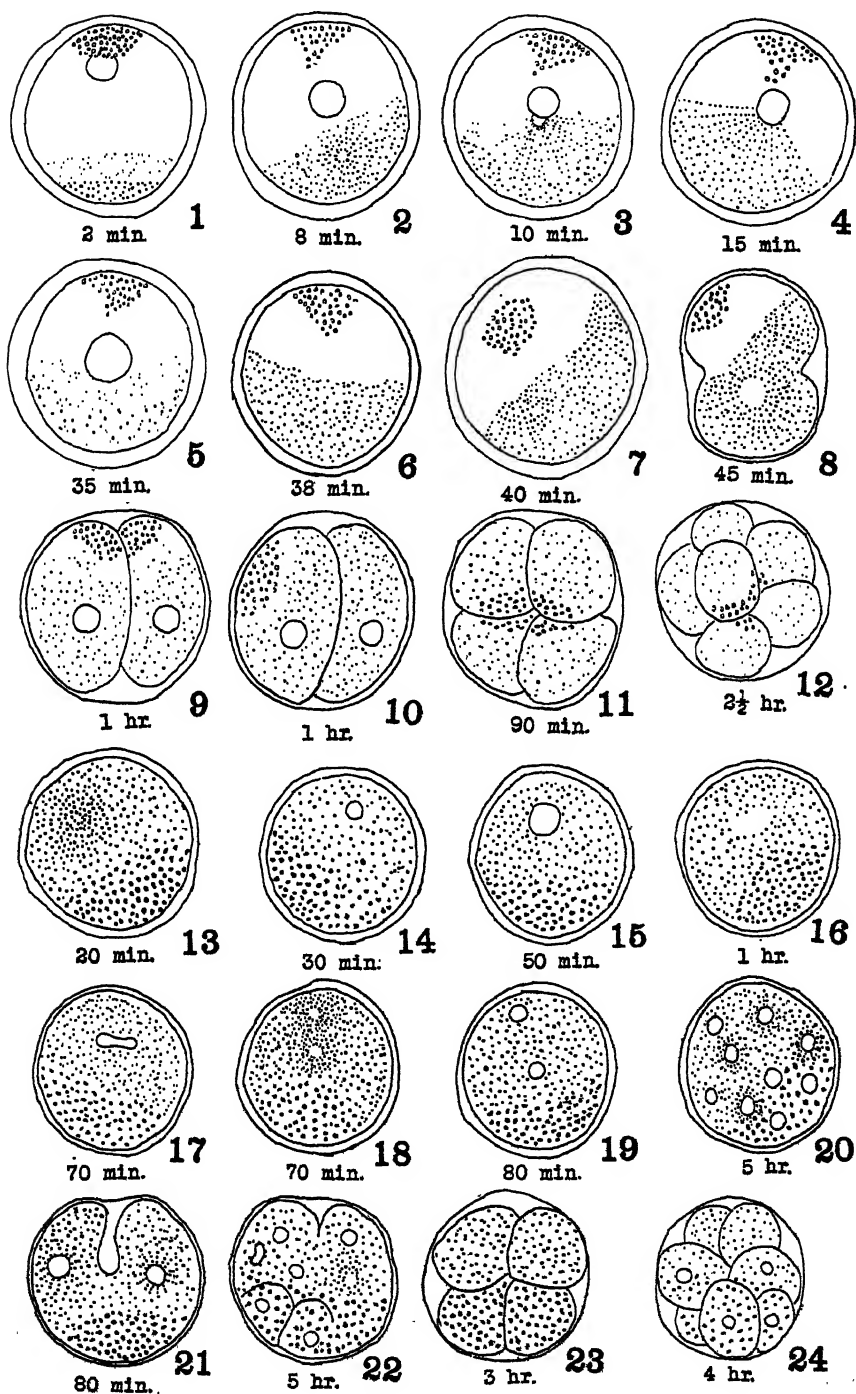 1
2 min.
2
8 min.
3
10 min.
4
15 min.
5
35 min.
6
38 min.
7
40 min.
8
45 min.
9
1 hr.
10
1 hr.
11
90 min.
12
2½ hr.
13
20 min.
14
30 min.
15
50 min.
16
1 hr.
17
70 min.
18
70 min.
19
80 min.
20
5 hr.
21
80 min.
22
5 hr.
23
3 hr.
24
4 hr.